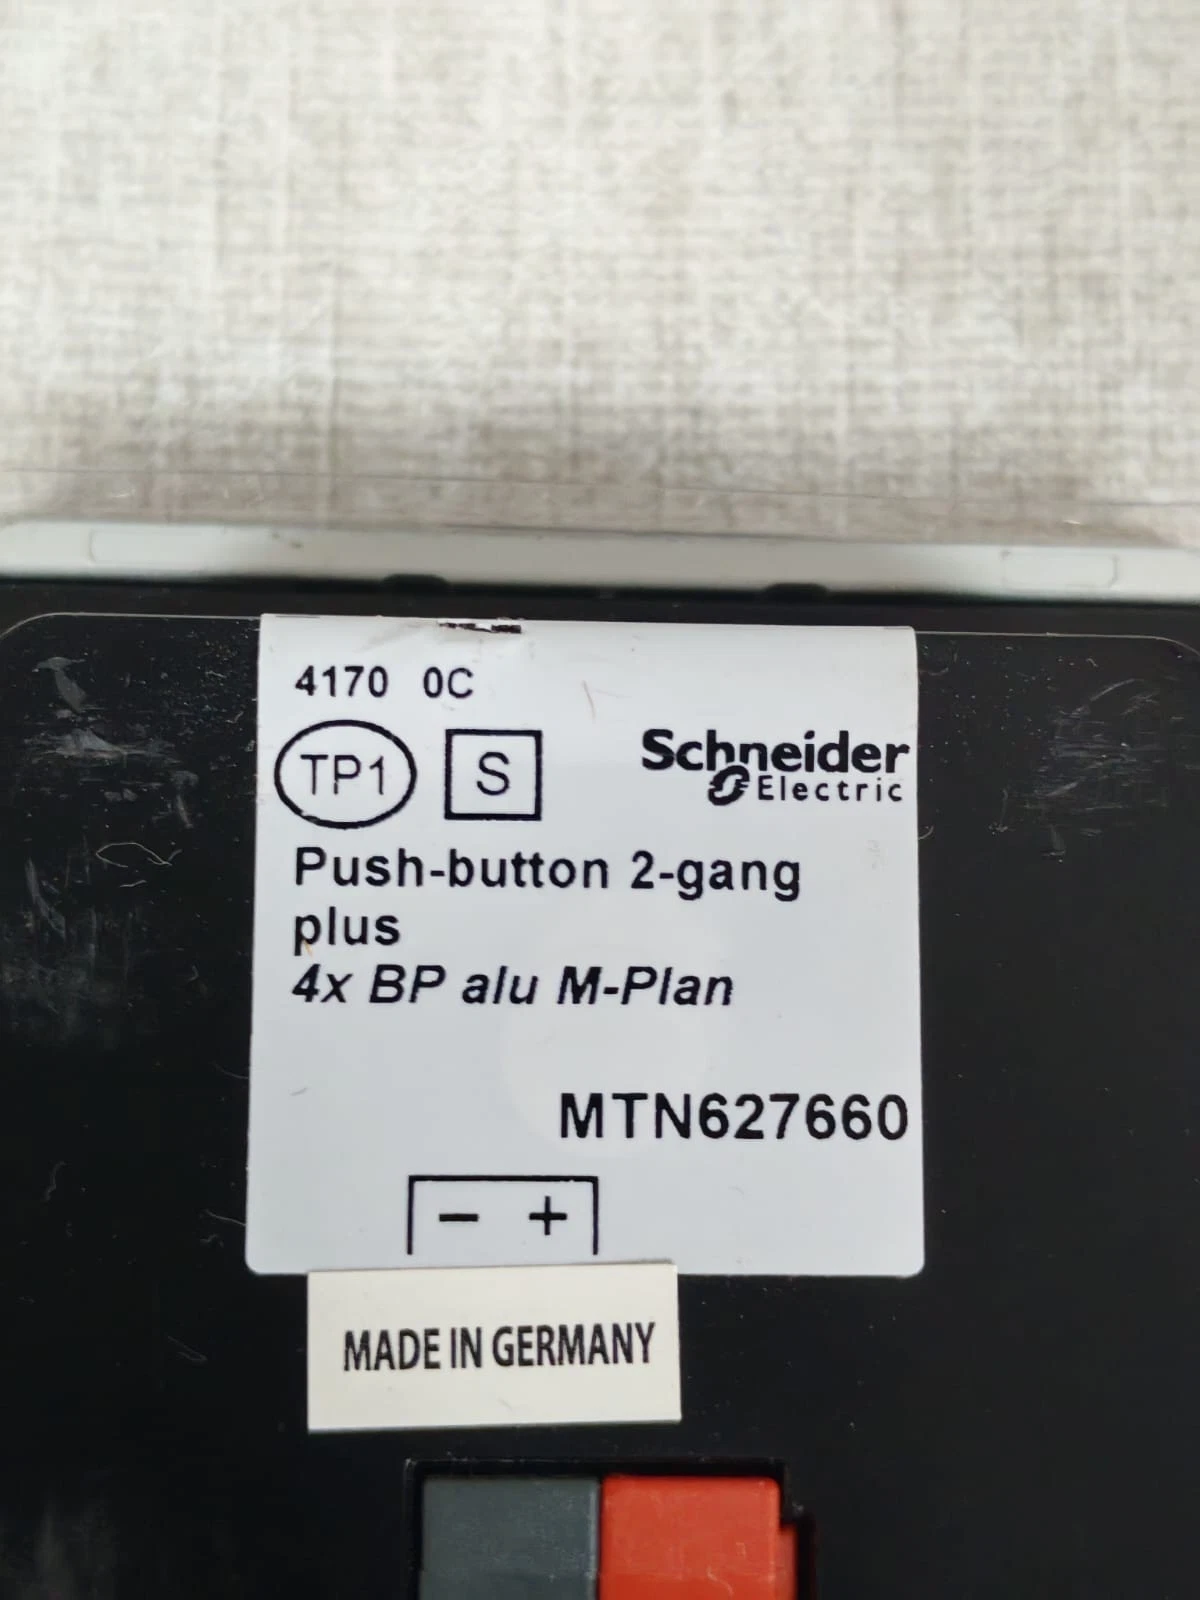 4170 0C
TP1 S
Schneider
Electric
Push-button 2-gang
plus
4x BP alu M-Plan
MTN627660
- +
MADE IN GERMANY